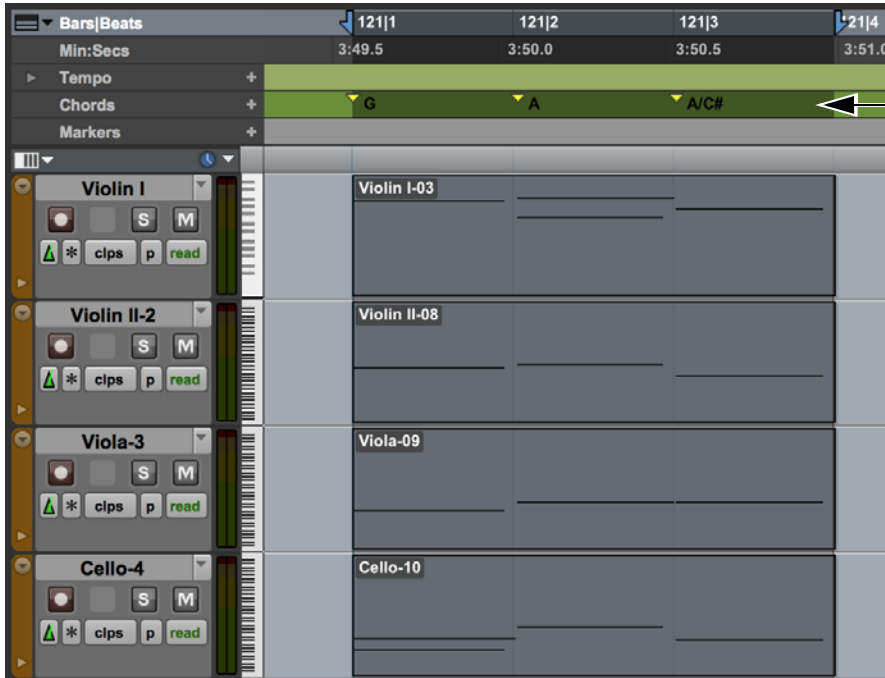 Bars|Beats 121|1 121|2 121|3 21|4
Min:Secs 3:49.5 3:50.0 3:50.5 3:51.0
Tempo +
Chords + G A A/C#
Markers +
Violin I Violin I-03
S M
* clps p read
Violin II-2 Violin II-08
S M
* clps p read
Viola-3 Viola-09
S M
* clps p read
Cello-4 Cello-10
S M
* clps p read